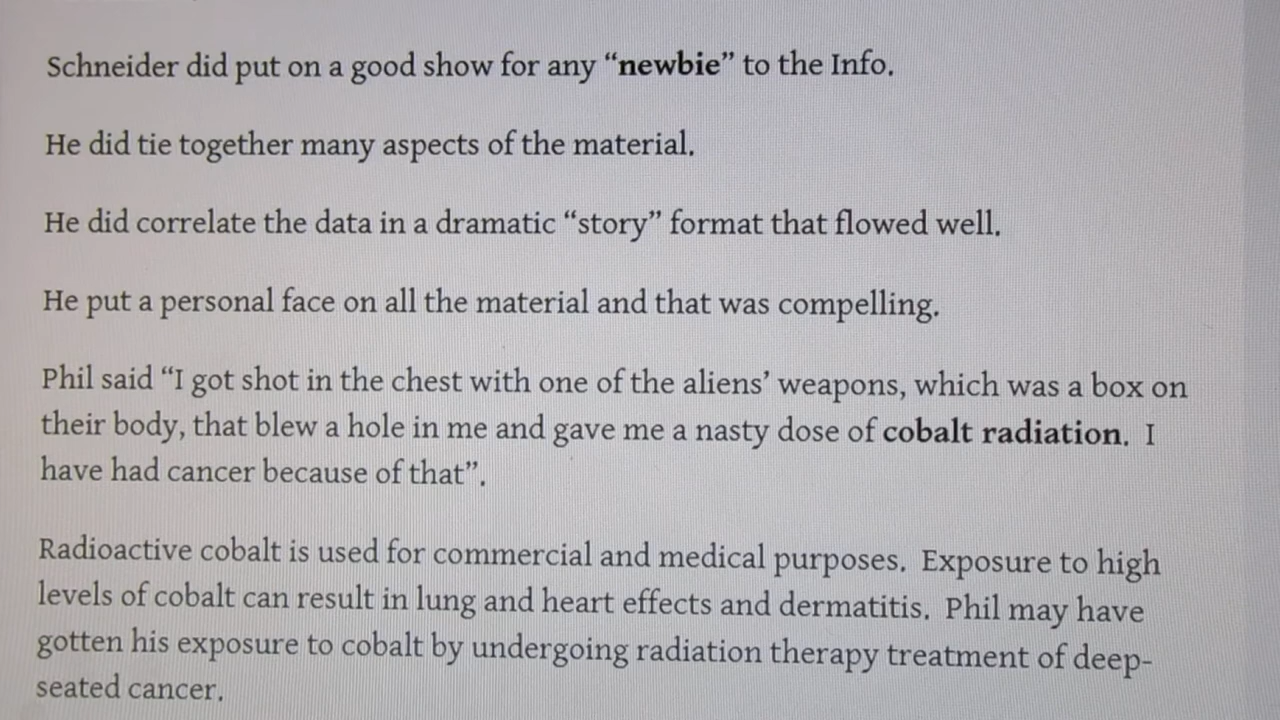 Schneider did put on a good show for any “newbie” to the Info.
He did tie together many aspects of the material.
He did correlate the data in a dramatic “story” format that flowed well.
He put a personal face on all the material and that was compelling.
Phil said “I got shot in the chest with one of the aliens’ weapons, which was a box on
their body, that blew a hole in me and gave me a nasty dose of cobalt radiation.  I
have had cancer because of that”.
Radioactive cobalt is used for commercial and medical purposes.  Exposure to high
levels of cobalt can result in lung and heart effects and dermatitis.  Phil may have
gotten his exposure to cobalt by undergoing radiation therapy treatment of deep-
seated cancer.